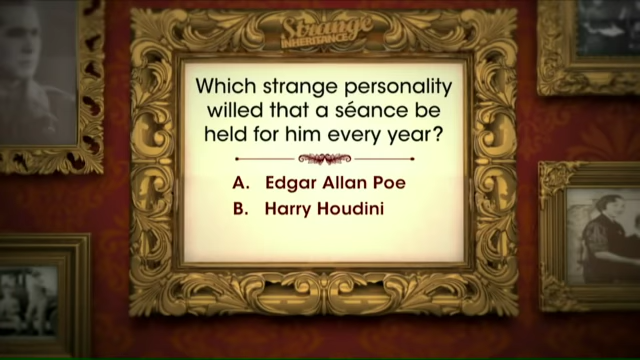 Strange
INHERITANCE
Which strange personality
willed that a séance be
held for him every year?
A. Edgar Allan Poe
B. Harry Houdini